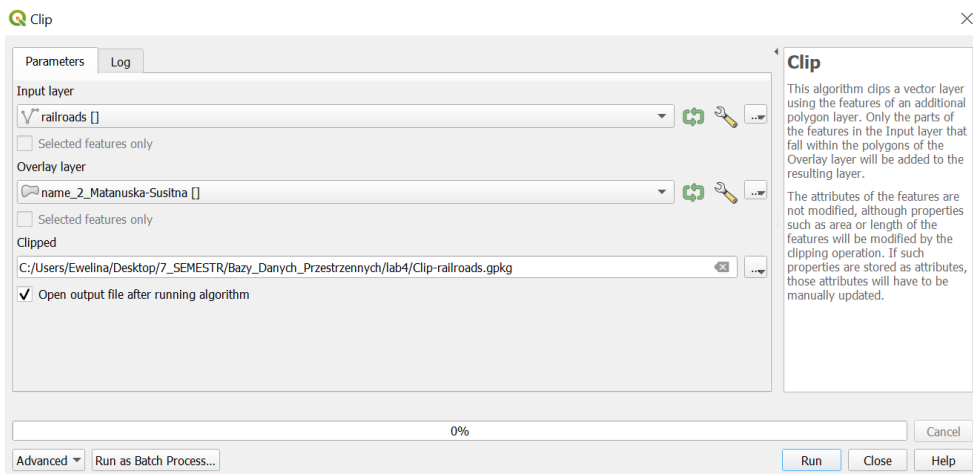 Clip
Parameters Log
Input layer
railroads []
Selected features only
Overlay layer
name_2_Matanuska-Susitna []
Selected features only
Clipped
C:/Users/Ewelina/Desktop/7_SEMESTR/Bazy_Danych_Przestrzennych/lab4/Clip-railroads.gpkg
Open output file after running algorithm
Clip
This algorithm clips a vector layer
using the features of an additional
polygon layer. Only the parts of
the features in the Input layer that
fall within the polygons of the
Overlay layer will be added to the
resulting layer.
The attributes of the features are
not modified, although properties
such as area or length of the
features will be modified by the
clipping operation. If such
properties are stored as attributes,
those attributes will have to be
manually updated.
0%
Cancel
Advanced Run as Batch Process... Run Close Help